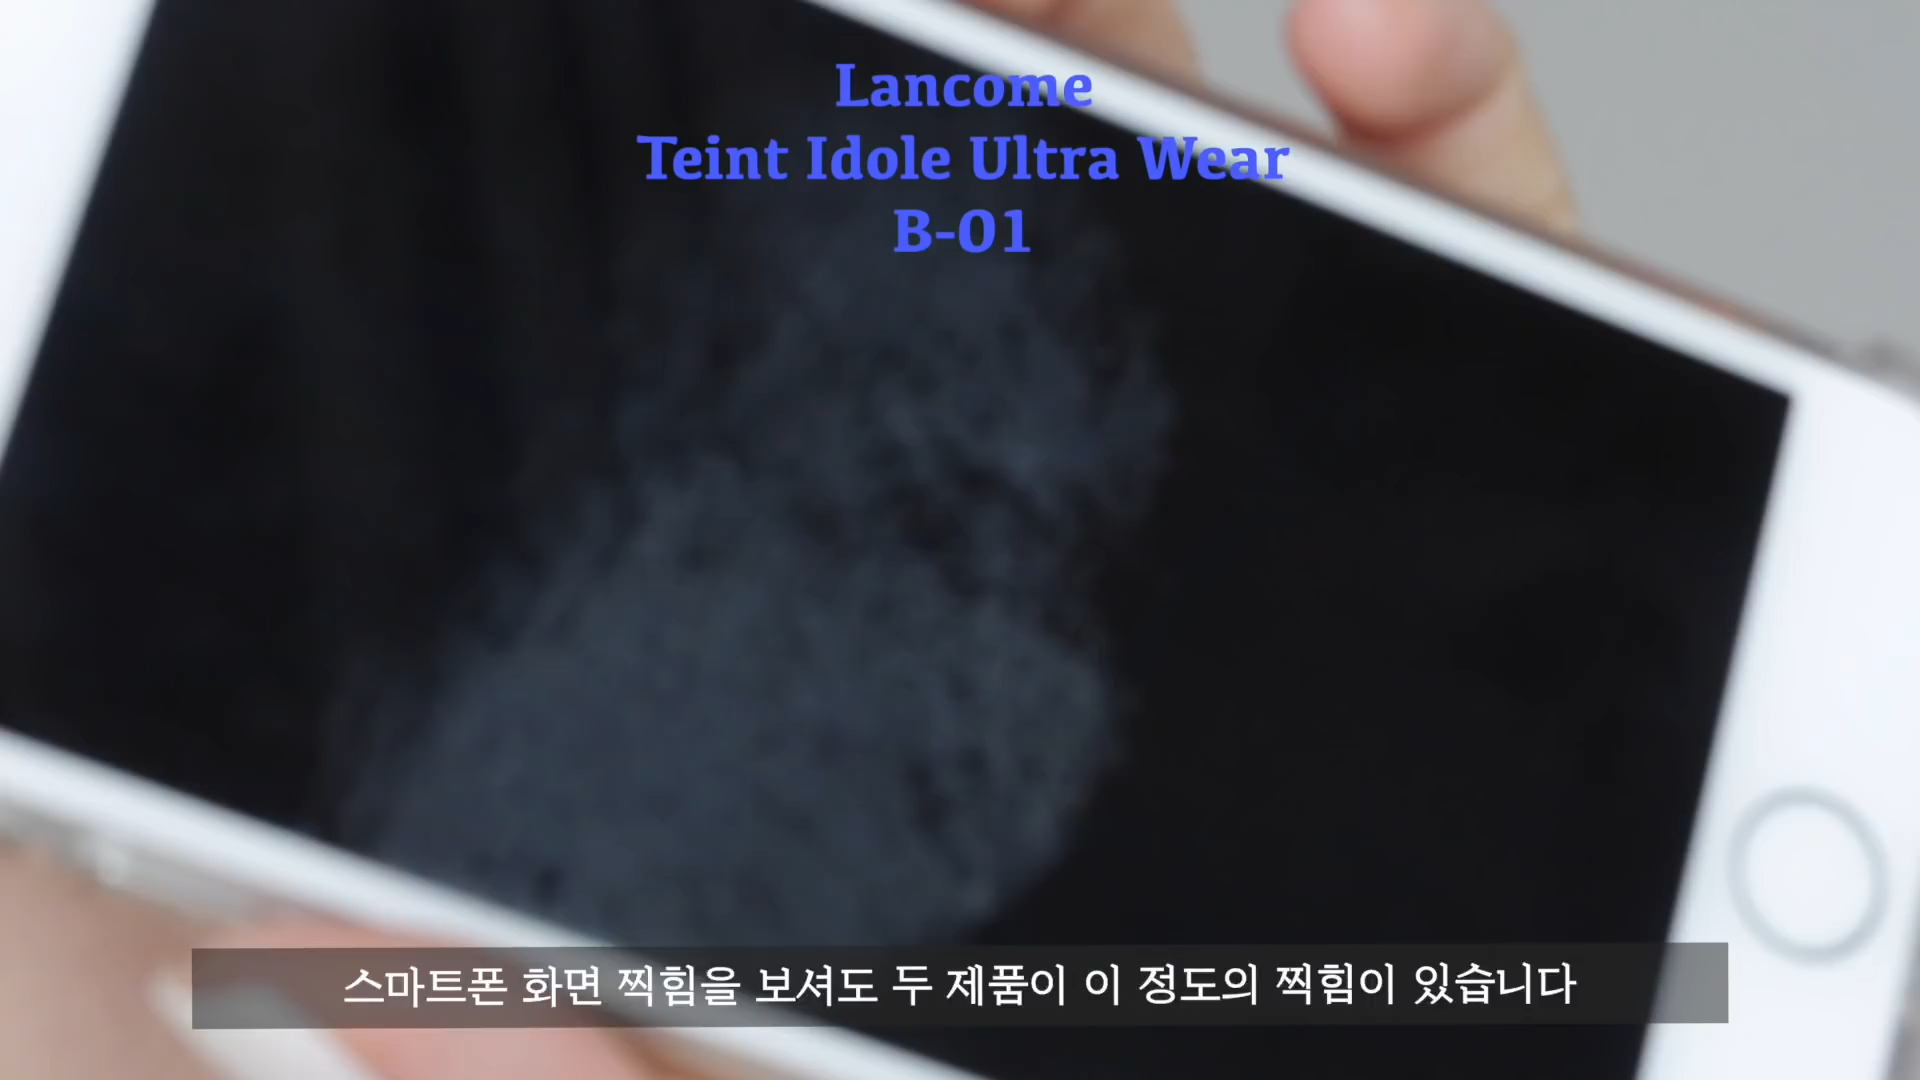 Lancome
Teint Idole Ultra Wear
B-01
스마트폰 화면 찍힘을 보셔도 두 제품이 이 정도의 찍힘이 있습니다